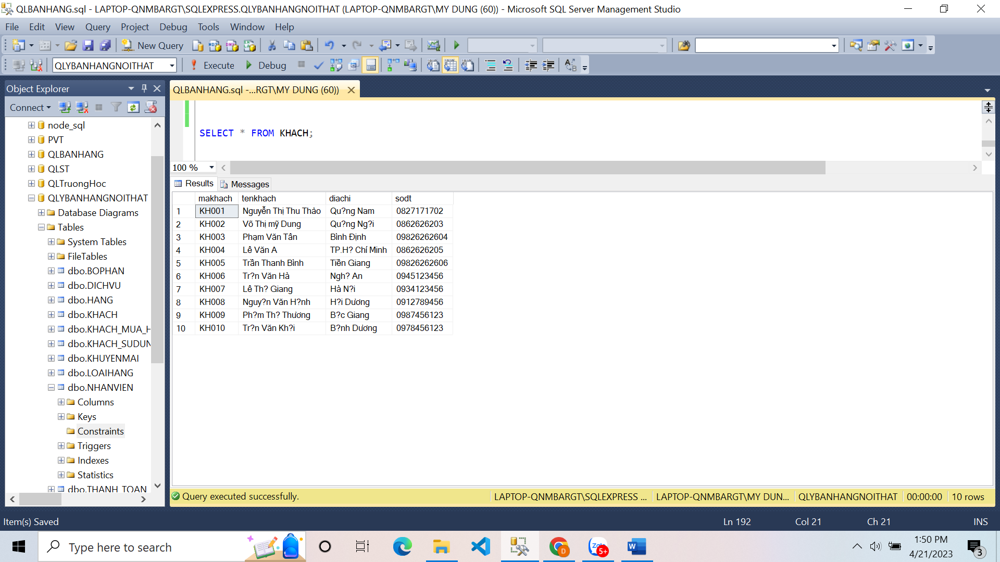 QLBANHANG.sql - LAPTOP-QNMBARGT\SQLEXPRESS.QLYBANHANGNOITHAT (LAPTOP-QNMBARGT\MY DUNG (60)) - Microsoft SQL Server Management Studio
File Edit View Query Project Debug Tools Window Help
New Query
QLYBANHANGNOITHAT Execute Debug
Object Explorer
Connect
node_sql
PVT
QLBANHANG
QLST
QLTruongHoc
QLYBANHANGNOITHAT
Database Diagrams
Tables
System Tables
FileTables
dbo.BOPHAN
dbo.DICHVU
dbo.HANG
dbo.KHACH
dbo.KHACH_MUA_H
dbo.KHACH_SUDUN
dbo.KHUYENMAI
dbo.LOAIHANG
dbo.NHANVIEN
Columns
Keys
Constraints
Triggers
Indexes
Statistics
dbo.THANH_TOAN
QLBANHANG.sql -...RGT\MY DUNG (60))
SELECT * FROM KHACH;
100 %
Results Messages
makhach tenkhach diachi sodt
1 KH001 Nguyễn Thị Thu Thảo Qu?ng Nam 0827171702
2 KH002 Võ Thị mỹ Dung Qu?ng Ng?i 0862626203
3 KH003 Phạm Văn Tân Bình Định 09826262604
4 KH004 Lê Văn A TP.H? Chí Minh 0862626205
5 KH005 Trần Thanh Bình Tiền Giang 09826262606
6 KH006 Tr?n Văn Hà Ngh? An 0945123456
7 KH007 Lê Th? Giang Hà N?i 0934123456
8 KH008 Nguy?n Văn H?nh H?i Dương 0912789456
9 KH009 Ph?m Th? Thương B?c Giang 0987456123
10 KH010 Tr?n Văn Kh?i B?nh Dương 0978456123
Query executed successfully. LAPTOP-QNMBARGT\SQLEXPRESS ... LAPTOP-QNMBARGT\MY DUN... QLYBANHANGNOITHAT 00:00:00 10 rows
Item(s) Saved Ln 192 Col 21 Ch 21 INS
Type here to search
Zalo 5+
1:50 PM
4/21/2023
3